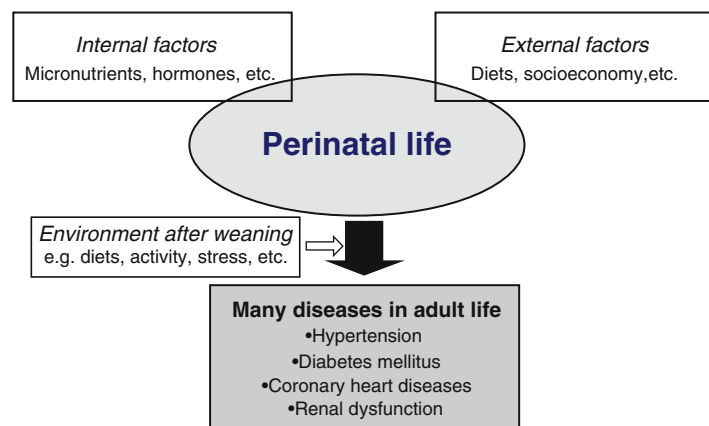 Internal factors
Micronutrients, hormones, etc.
External factors
Diets, socioeconomy,etc.
Perinatal life
Environment after weaning
e.g. diets, activity, stress, etc.
Many diseases in adult life
•Hypertension
•Diabetes mellitus
•Coronary heart diseases
•Renal dysfunction